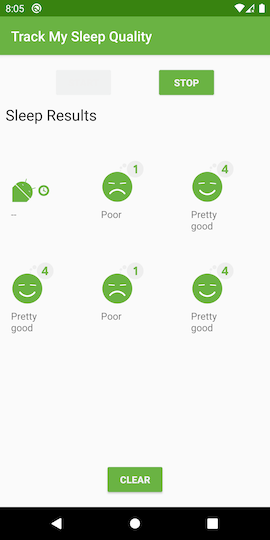 8:05
Track My Sleep Quality
STOP
Sleep Results
1
4
--
Poor
Pretty
good
4
1
4
Pretty
good
Poor
Pretty
good
CLEAR